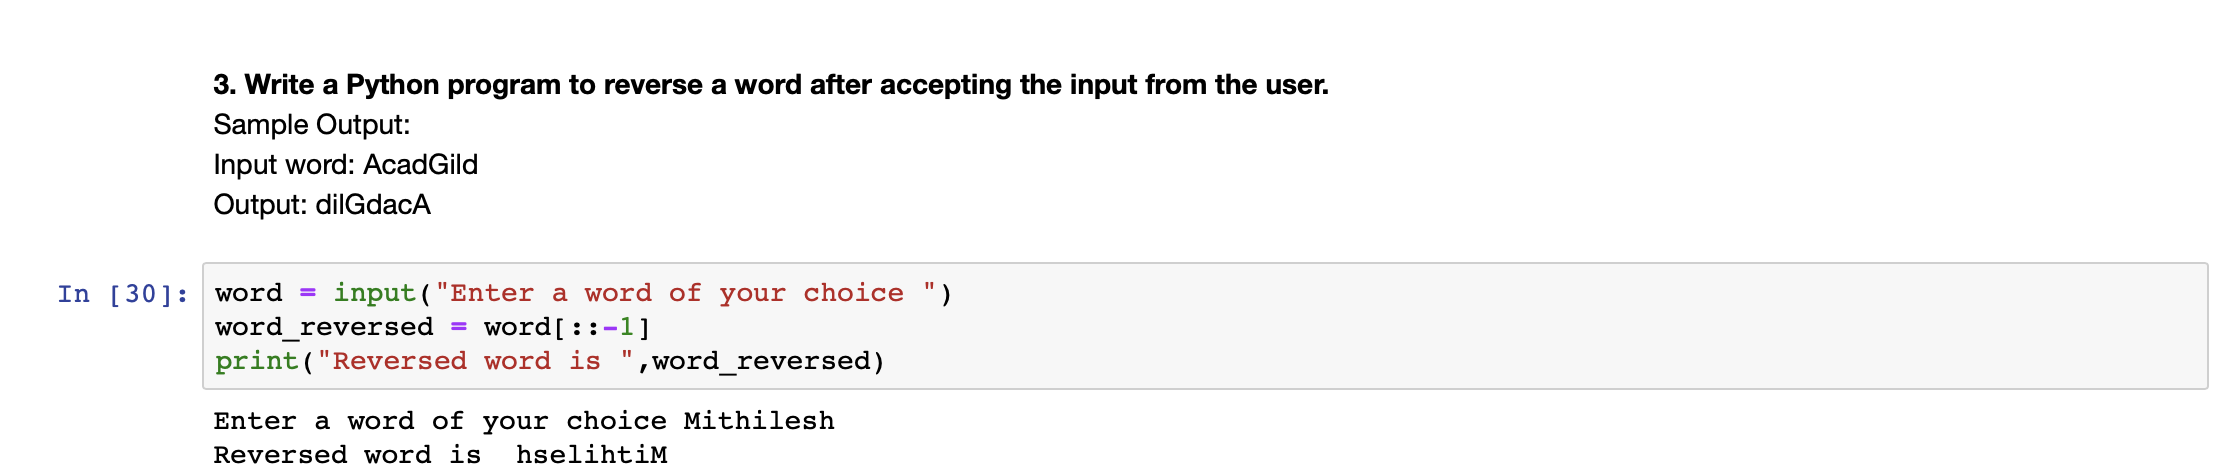 3. Write a Python program to reverse a word after accepting the input from the user.
Sample Output:
Input word: AcadGild
Output: dilGdacA
In [30]: word = input("Enter a word of your choice ")
word_reversed = word[::-1]
print("Reversed word is ",word_reversed)
Enter a word of your choice Mithilesh
Reversed word is  hselihtiM